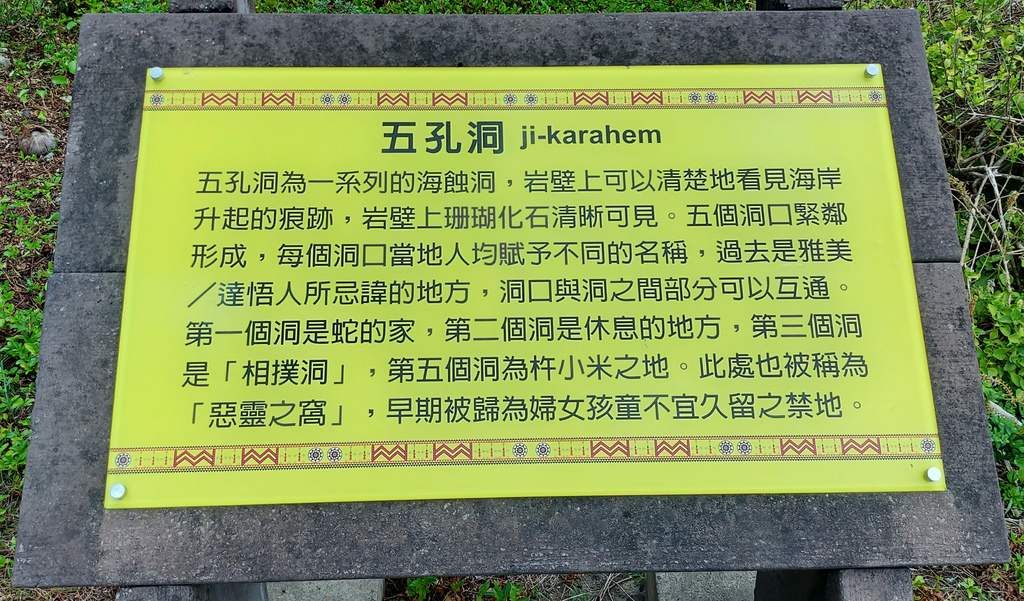 五孔洞 ji-karahem
五孔洞為一系列的海蝕洞，岩壁上可以清楚地看見海岸
升起的痕跡，岩壁上珊瑚化石清晰可見。五個洞口緊鄰
形成，每個洞口當地人均賦予不同的名稱，過去是雅美
／達悟人所忌諱的地方，洞口與洞之間部分可以互通。
第一個洞是蛇的家，第二個洞是休息的地方，第三個洞
是「相撲洞」，第五個洞為杵小米之地。此處也被稱為
「惡靈之窩」，早期被歸為婦女孩童不宜久留之禁地。